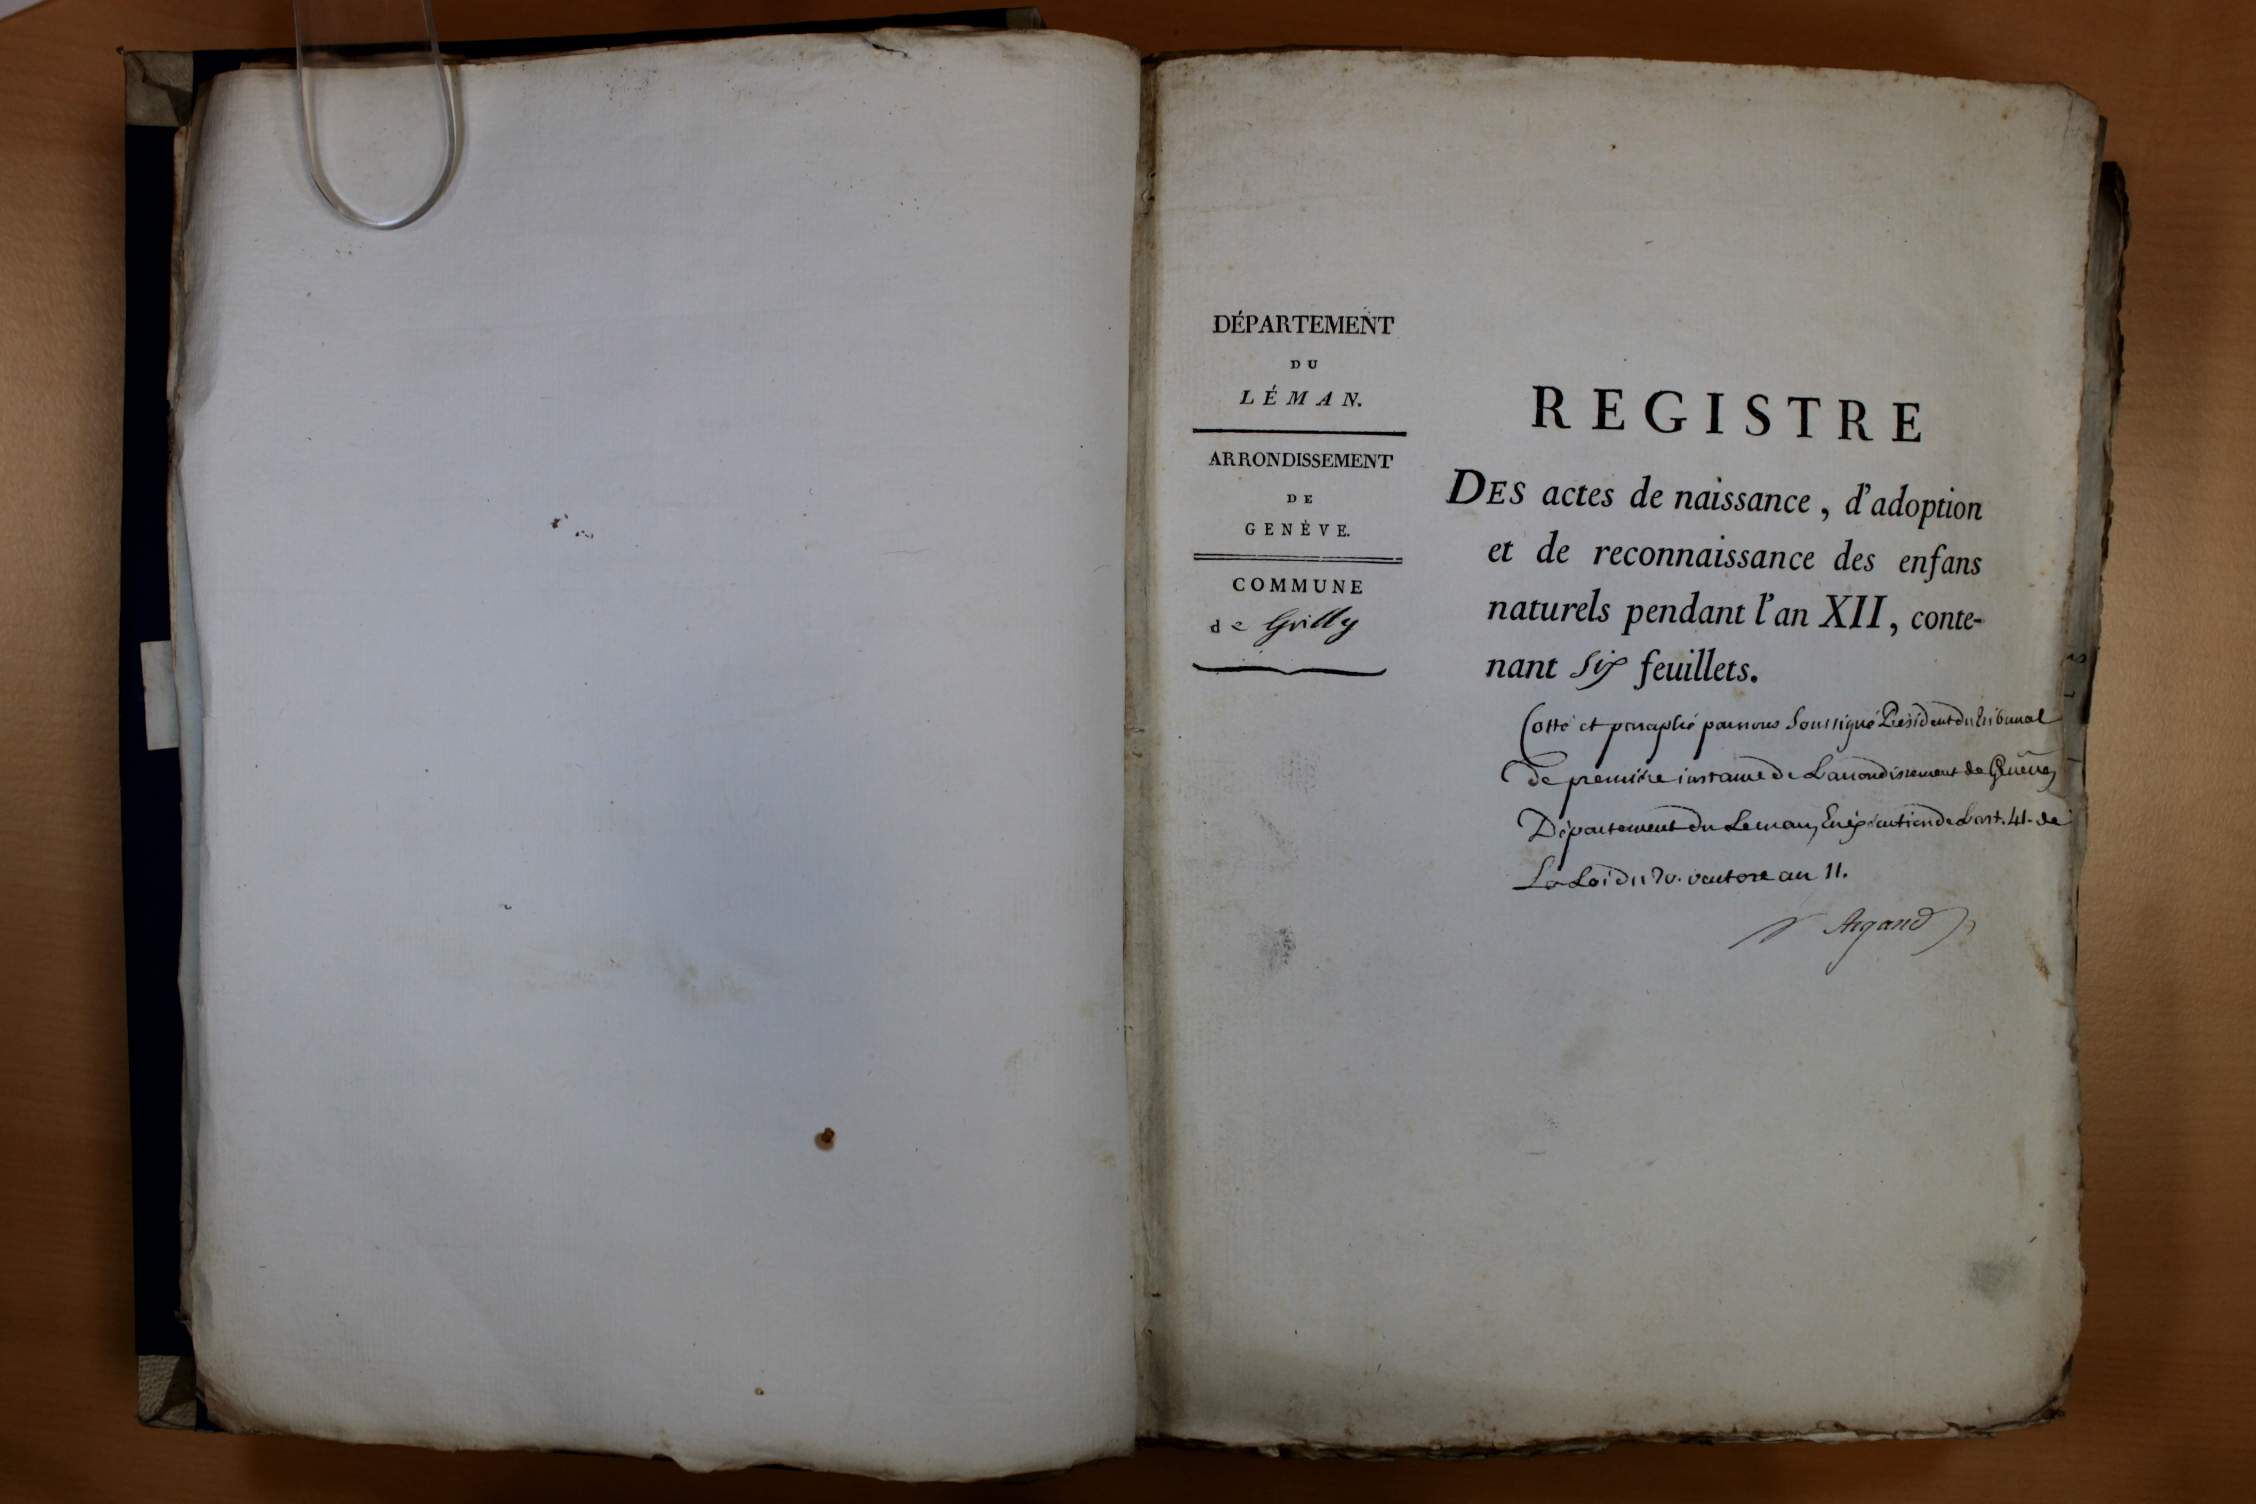 DÉPARTEMENT
DU
LÉMAN.
ARRONDISSEMENT
DE
GENÈVE.
COMMUNE
de Grilly
REGISTRE
DES actes de naissance, d'adoption
et de reconnaissance des enfans
naturels pendant l'an XII, conte-
nant Six feuillets.
Cotté et paraphé par nous Soussigné Président du tribunal
De première instance de L'arrondissement de Genève
Département du Leman, En éxécution de L'art. 41. de
La Loi du 20. ventose an 11.
Argand